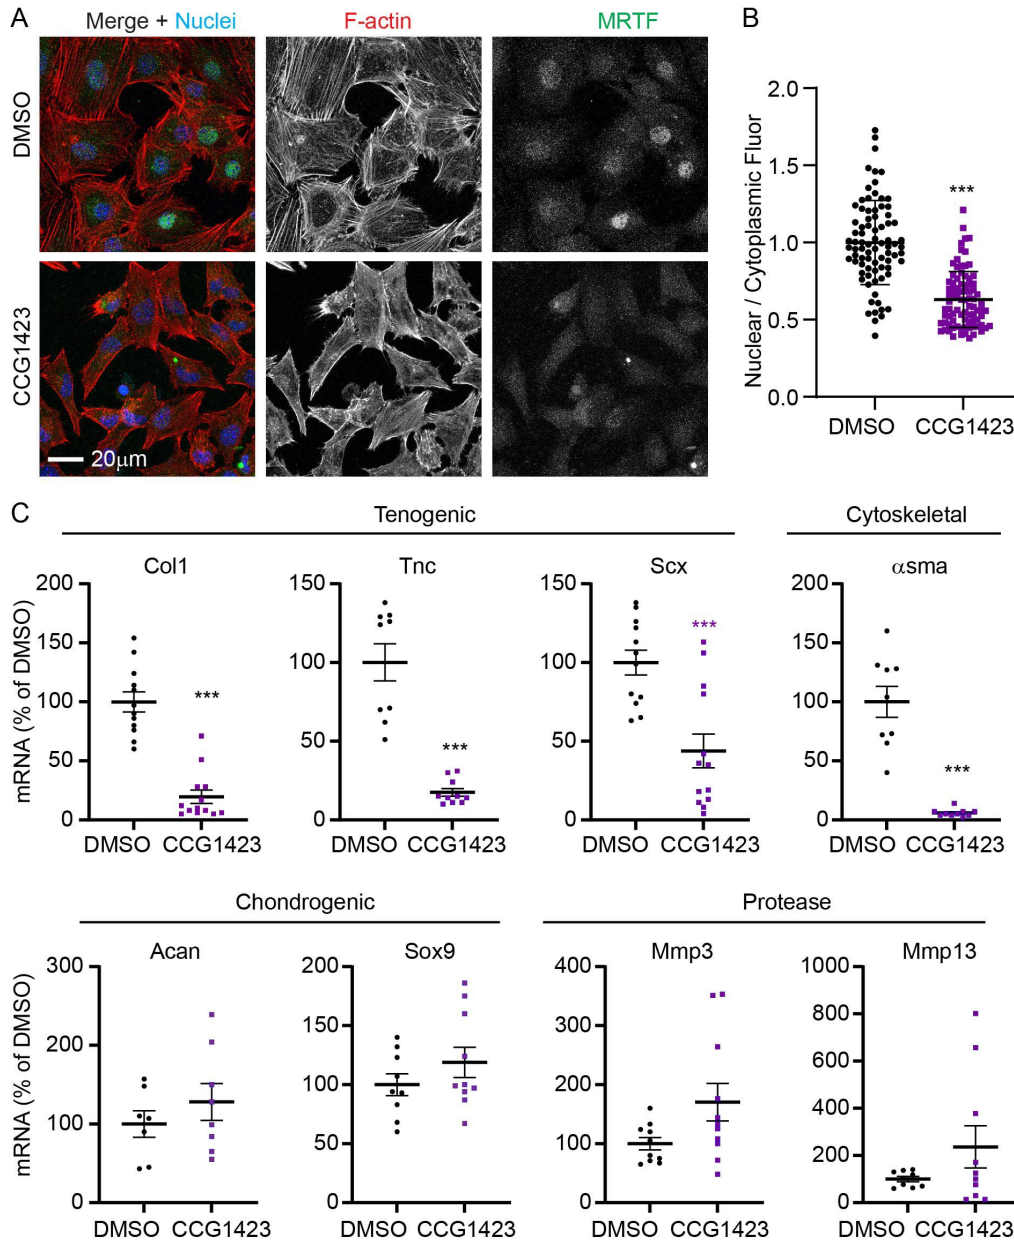 A
Merge + Nuclei
F-actin
MRTF
DMSO
CCG1423
20μm
B
Nuclear / Cytoplasmic Fluor
2.0
1.5
1.0
0.5
0.0
***
DMSO
CCG1423
C
Tenogenic
Cytoskeletal
mRNA (% of DMSO)
Col1
200
150
100
50
0
***
DMSO CCG1423
Tnc
150
100
50
0
***
DMSO CCG1423
Scx
150
100
50
0
***
DMSO CCG1423
αsma
200
150
100
50
0
***
DMSO CCG1423
Chondrogenic
Protease
mRNA (% of DMSO)
Acan
300
200
100
0
DMSO CCG1423
Sox9
200
150
100
50
0
DMSO CCG1423
Mmp3
400
300
200
100
0
DMSO CCG1423
Mmp13
1000
800
600
400
200
0
DMSO CCG1423